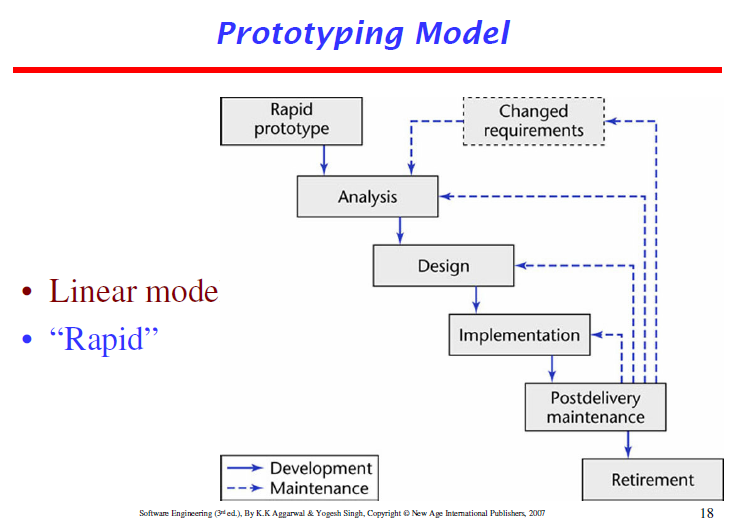 Prototyping Model
Rapid
prototype
Changed
requirements
Analysis
Design
• Linear mode
• “Rapid”
Implementation
Postdelivery
maintenance
Development
Maintenance
Retirement
Software Engineering (3rd ed.), By K.K Aggarwal & Yogesh Singh, Copyright © New Age International Publishers, 2007
18